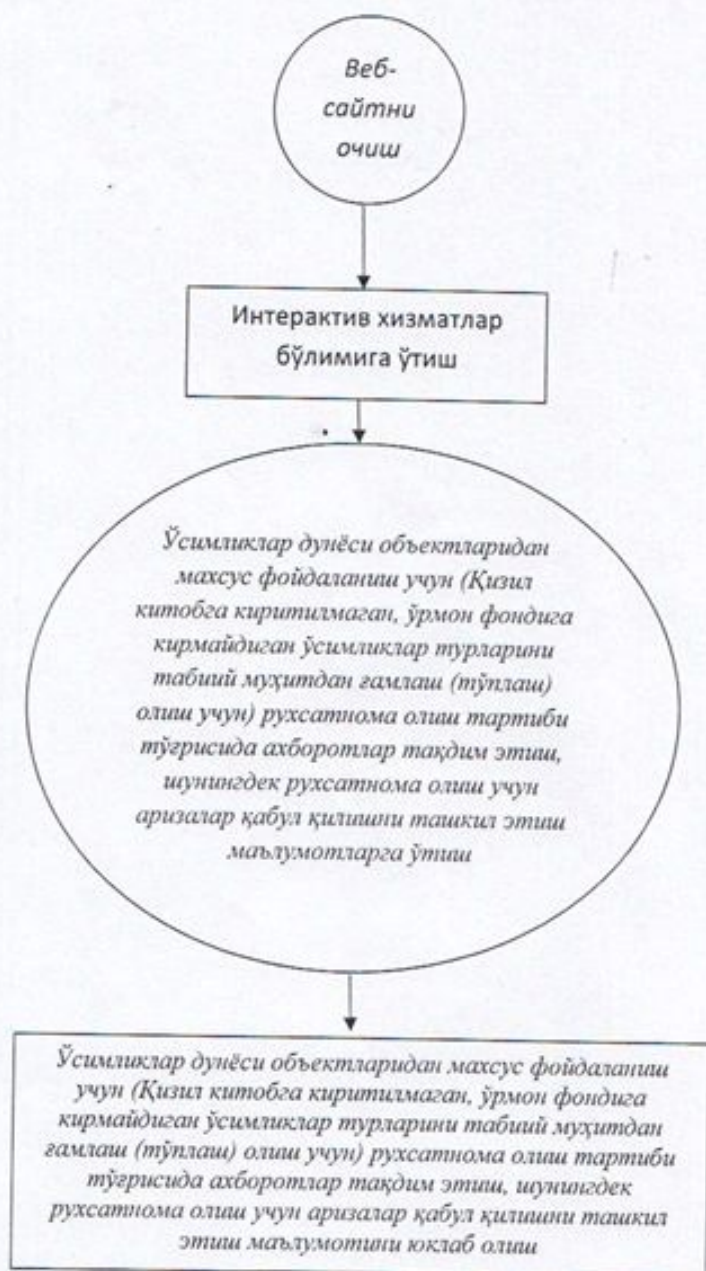 Веб-
сайтни
очиш
Интерактив хизматлар
бўлимига ўтиш
Ўсимликлар дунёси объектларидан
махсус фойдаланиш учун (Қизил
китобга киритилмаган, ўрмон фондига
кирмайдиган ўсимликлар турларини
табиий муҳитдан ғамлаш (тўплаш)
олиш учун) рухсатнома олиш тартиби
тўғрисида ахборотлар тақдим этиш,
шунингдек рухсатнома олиш учун
аризалар қабул қилишни ташкил этиш
маълумотларга ўтиш
Ўсимликлар дунёси объектларидан махсус фойдаланиш
учун (Қизил китобга киритилмаган, ўрмон фондига
кирмайдиган ўсимликлар турларини табиий муҳитдан
ғамлаш (тўплаш) олиш учун) рухсатнома олиш тартиби
тўғрисида ахборотлар тақдим этиш, шунингдек
рухсатнома олиш учун аризалар қабул қилишни ташкил
этиш маълумотини юклаб олиш